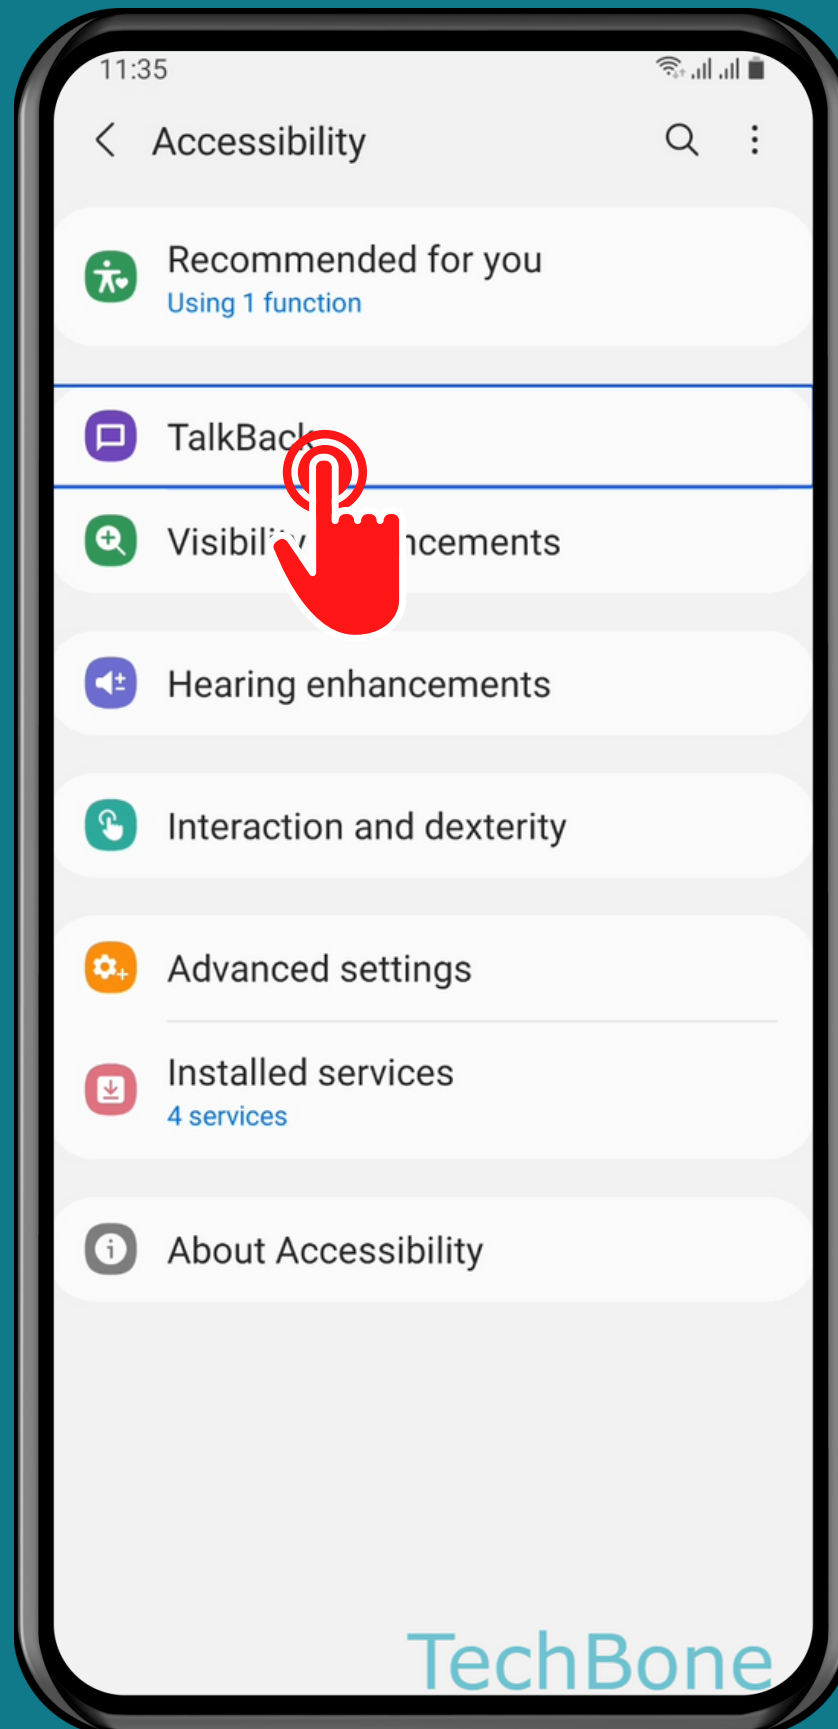 11:35
Accessibility
Recommended for you
Using 1 function
TalkBack
Visibility
Hearing enhancements
Interaction and dexterity
Advanced settings
Installed services
4 services
About Accessibility
TechBone